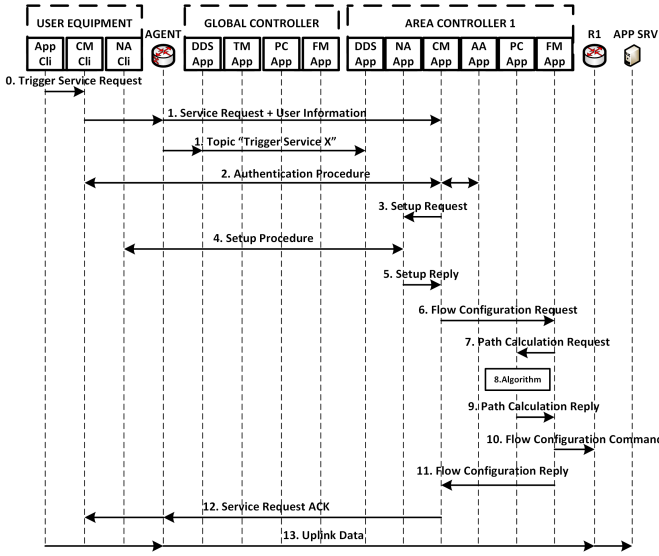 USER EQUIPMENT
GLOBAL CONTROLLER
AREA CONTROLLER 1
AGENT
R1
APP SRV
App Cli
CM Cli
NA Cli
DDS App
TM App
PC App
FM App
DDS App
NA App
CM App
AA App
PC App
FM App
0. Trigger Service Request
1. Service Request + User Information
1. Topic “Trigger Service X”
2. Authentication Procedure
3. Setup Request
4. Setup Procedure
5. Setup Reply
6. Flow Configuration Request
7. Path Calculation Request
8.Algorithm
9. Path Calculation Reply
10. Flow Configuration Command
11. Flow Configuration Reply
12. Service Request ACK
13. Uplink Data